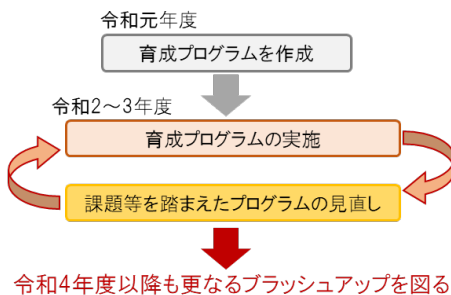 令和元年度
育成プログラムを作成
令和2～3年度
育成プログラムの実施
課題等を踏まえたプログラムの見直し
令和4年度以降も更なるブラッシュアップを図る